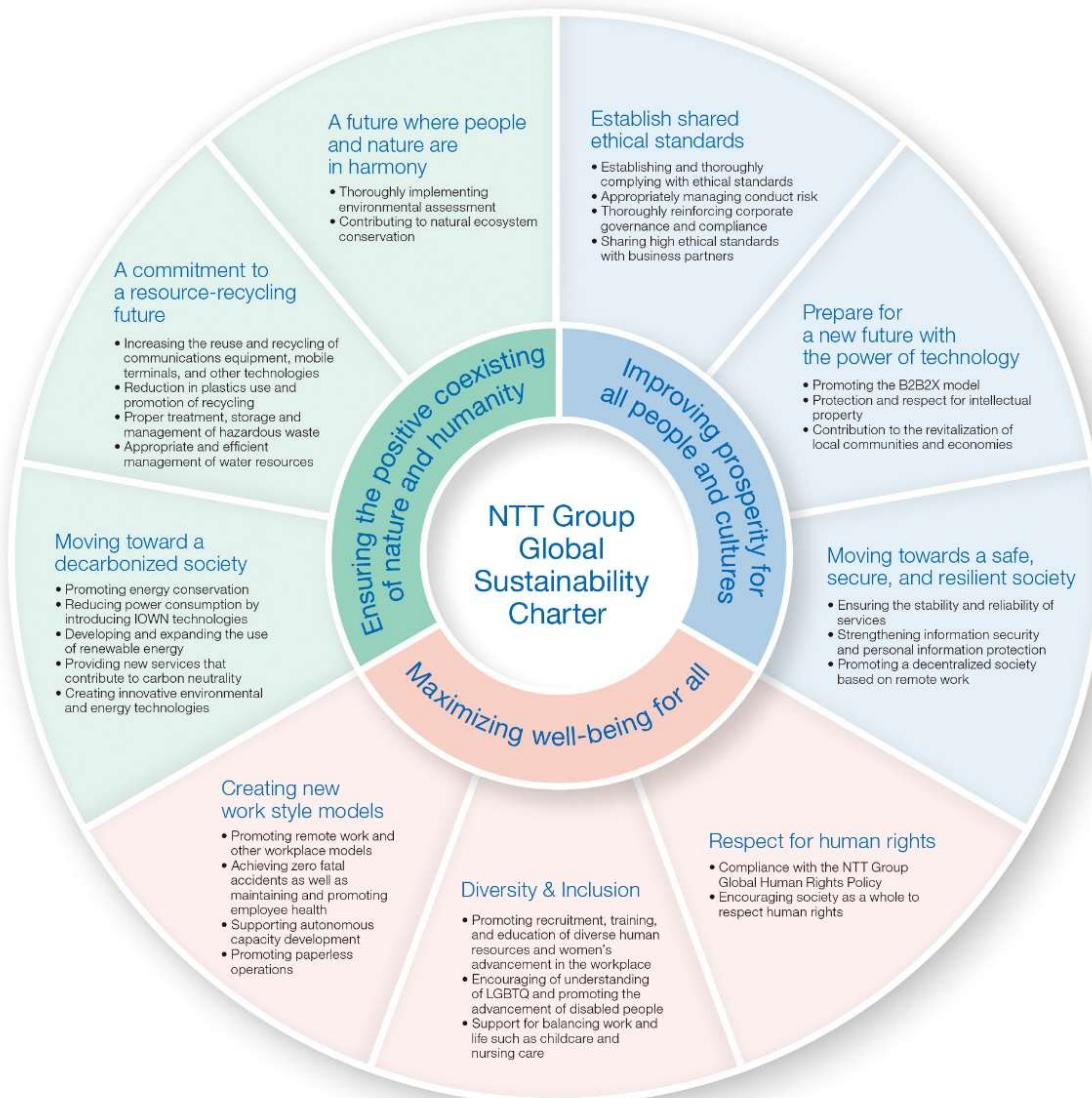 NTT Group
Global
Sustainability
Charter
Ensuring the positive coexisting
of nature and humanity
Improving prosperity for
all people and cultures
Maximizing well-being for all
A future where people
and nature are
in harmony
• Thoroughly implementing
environmental assessment
• Contributing to natural ecosystem
conservation
A commitment to
a resource-recycling
future
• Increasing the reuse and recycling of
communications equipment, mobile
terminals, and other technologies
• Reduction in plastics use and
promotion of recycling
• Proper treatment, storage and
management of hazardous waste
• Appropriate and efficient
management of water resources
Moving toward a
decarbonized society
• Promoting energy conservation
• Reducing power consumption by
introducing IOWN technologies
• Developing and expanding the use
of renewable energy
• Providing new services that
contribute to carbon neutrality
• Creating innovative environmental
and energy technologies
Establish shared
ethical standards
• Establishing and thoroughly
complying with ethical standards
• Appropriately managing conduct risk
• Thoroughly reinforcing corporate
governance and compliance
• Sharing high ethical standards
with business partners
Prepare for
a new future with
the power of technology
• Promoting the B2B2X model
• Protection and respect for intellectual
property
• Contribution to the revitalization of
local communities and economies
Moving towards a safe,
secure, and resilient society
• Ensuring the stability and reliability of
services
• Strengthening information security
and personal information protection
• Promoting a decentralized society
based on remote work
Respect for human rights
• Compliance with the NTT Group
Global Human Rights Policy
• Encouraging society as a whole to
respect human rights
Diversity & Inclusion
• Promoting recruitment, training,
and education of diverse human
resources and women's
advancement in the workplace
• Encouraging of understanding
of LGBTQ and promoting the
advancement of disabled people
• Support for balancing work and
life such as childcare and
nursing care
Creating new
work style models
• Promoting remote work and
other workplace models
• Achieving zero fatal
accidents as well as
maintaining and promoting
employee health
• Supporting autonomous
capacity development
• Promoting paperless
operations